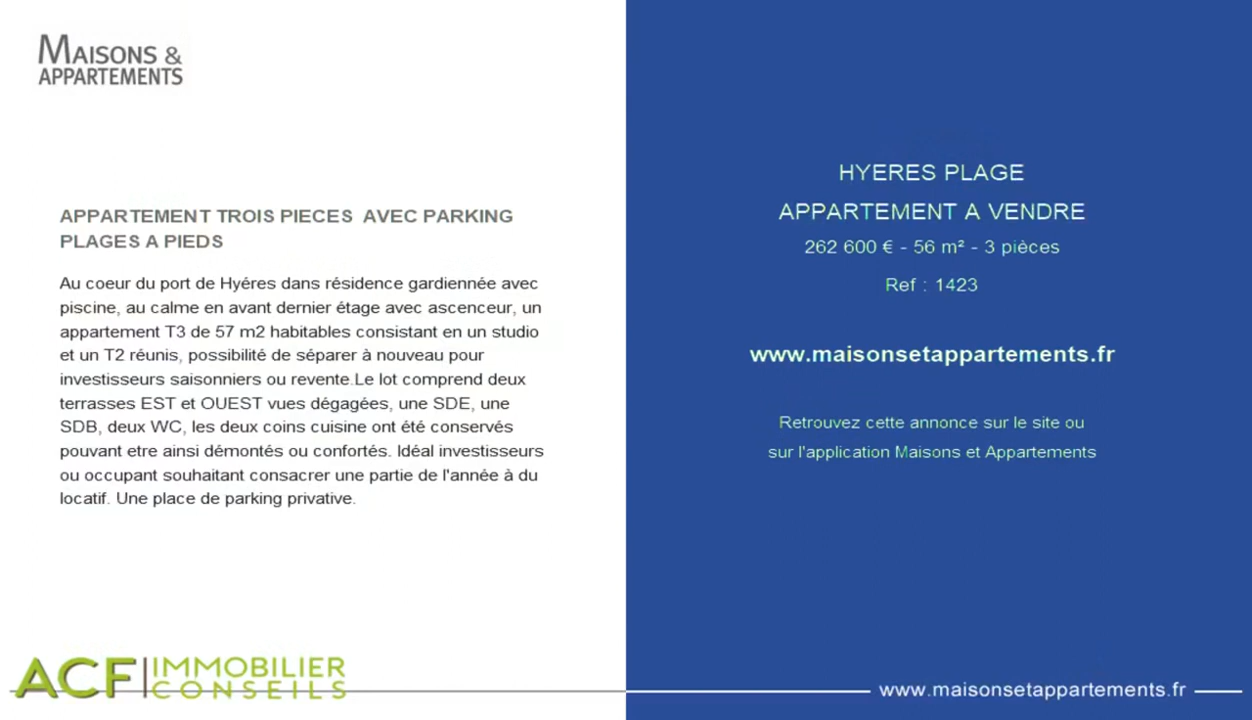 MAISONS &
APPARTEMENTS
APPARTEMENT TROIS PIECES AVEC PARKING
PLAGES A PIEDS
Au coeur du port de Hyéres dans résidence gardiennée avec
piscine, au calme en avant dernier étage avec ascenceur, un
appartement T3 de 57 m2 habitables consistant en un studio
et un T2 réunis, possibilité de séparer à nouveau pour
investisseurs saisonniers ou revente.Le lot comprend deux
terrasses EST et OUEST vues dégagées, une SDE, une
SDB, deux WC, les deux coins cuisine ont été conservés
pouvant etre ainsi démontés ou confortés. Idéal investisseurs
ou occupant souhaitant consacrer une partie de l'année à du
locatif. Une place de parking privative.
ACF IMMOBILIER
CONSEILS
HYERES PLAGE
APPARTEMENT A VENDRE
262 600 € - 56 m² - 3 pièces
Ref : 1423
www.maisonsetappartements.fr
Retrouvez cette annonce sur le site ou
sur l'application Maisons et Appartements
www.maisonsetappartements.fr